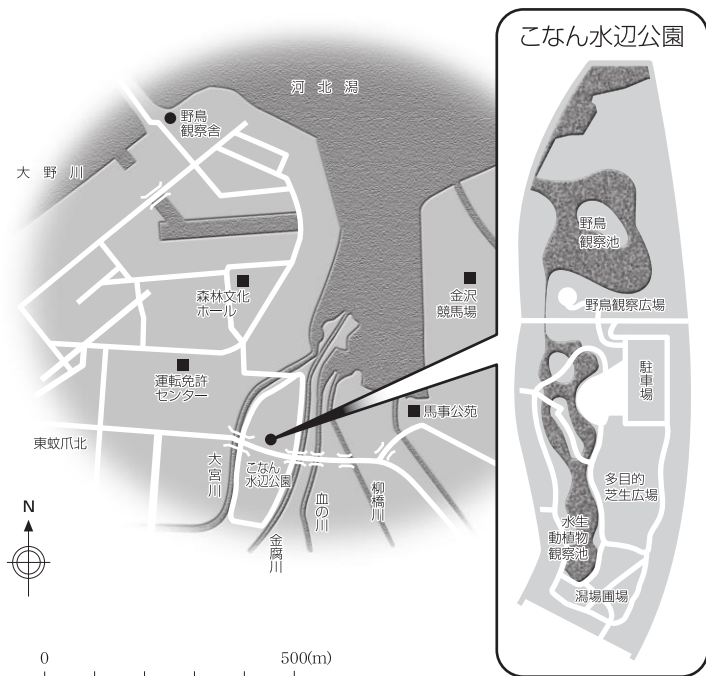 こなん水辺公園
河北潟
野鳥
観察舎
大野川
森林文化
ホール
金沢
競馬場
運転免許
センター
馬事公苑
東蚊爪北
大宮川
こなん
水辺公園
血の川
柳橋川
金腐川
N
0
500(m)
野鳥
観察池
野鳥観察広場
駐車場
多目的
芝生広場
水生
動植物
観察池
潟場圃場